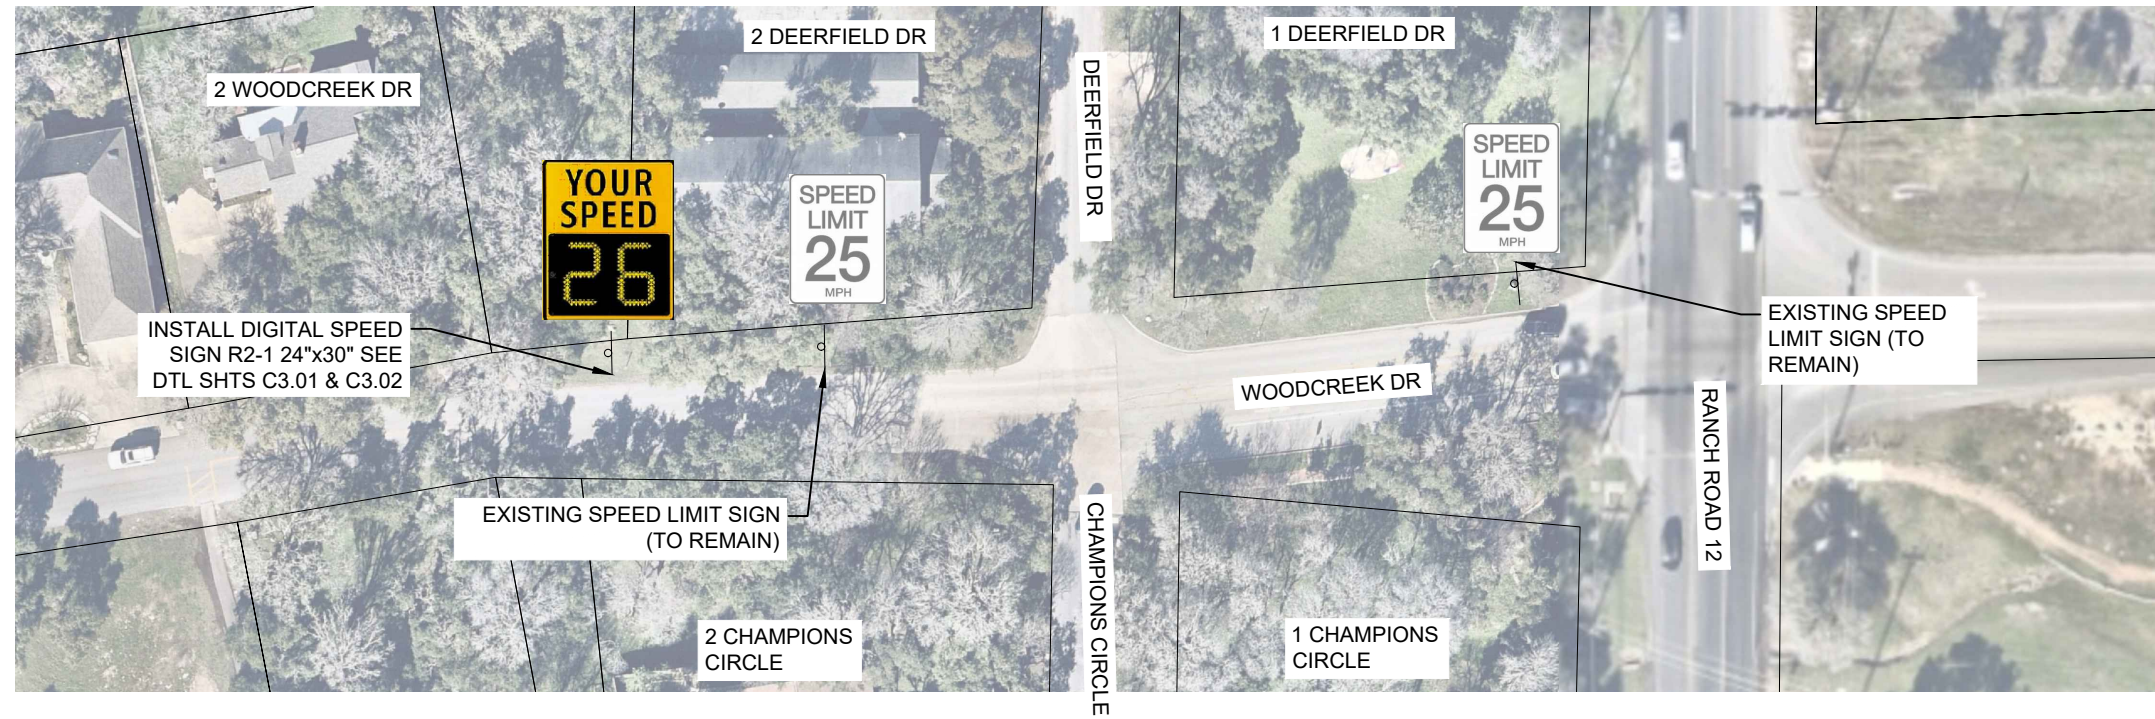 2 DEERFIELD DR
1 DEERFIELD DR
2 WOODCREEK DR
DEERFIELD DR
YOUR
SPEED
26
SPEED
LIMIT
25
MPH
SPEED
LIMIT
25
MPH
INSTALL DIGITAL SPEED
SIGN R2-1 24"x30" SEE
DTL SHTS C3.01 & C3.02
EXISTING SPEED
LIMIT SIGN (TO
REMAIN)
WOODCREEK DR
RANCH ROAD 12
EXISTING SPEED LIMIT SIGN
(TO REMAIN)
CHAMPIONS CIRCLE
2 CHAMPIONS
CIRCLE
1 CHAMPIONS
CIRCLE